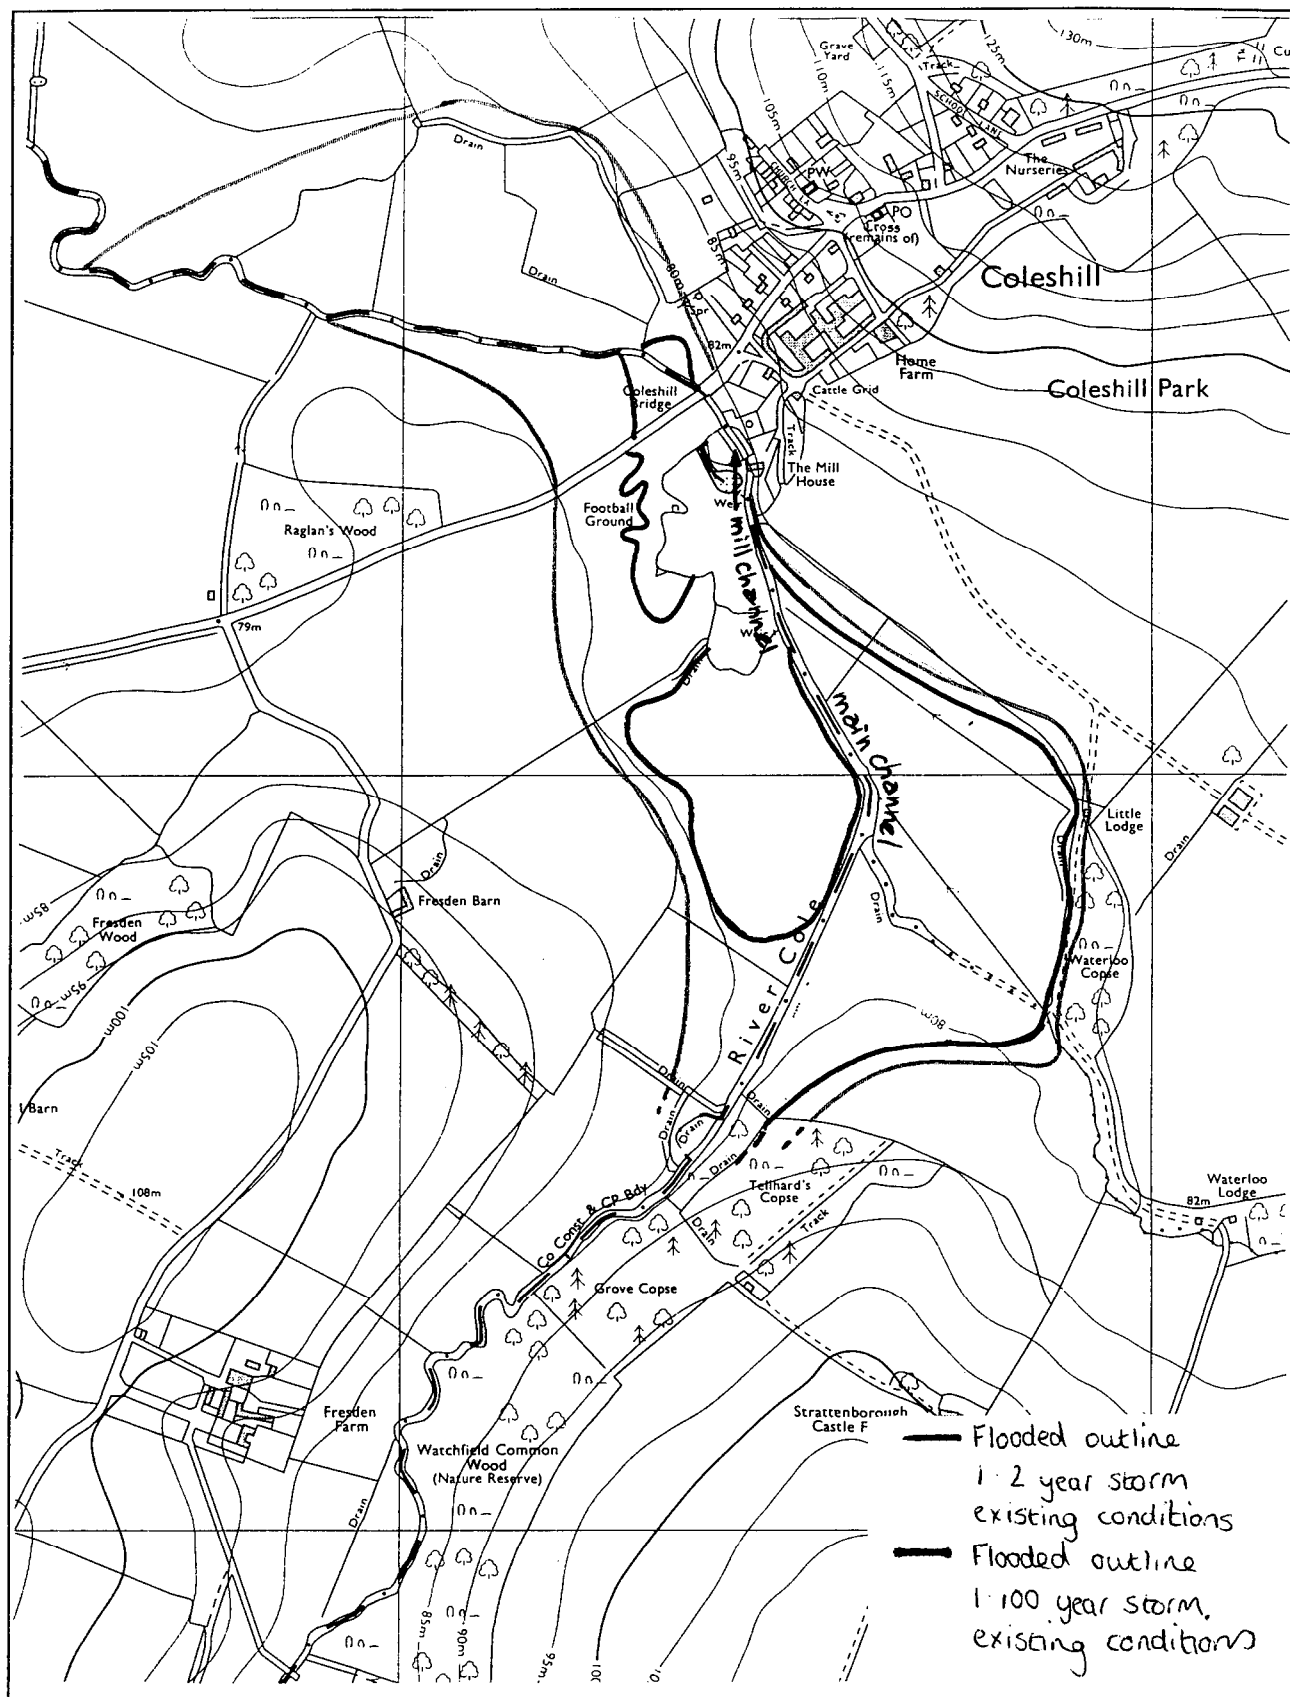 Grave
Yard
Track
125m
130m
Cu
110m
115m
105m
SCHOOL LANE
Drain
95m
CHURCH LA
PW
The
Nurseries
PO
Cross
(remains of)
85m
Drain
80m
Coleshill
Spr
82m
Home
Farm
Coleshill
Bridge
Cattle Grid
Coleshill Park
Track
The Mill
House
Weir
Football
Ground
Raglan's Wood
mill channel
79m
Drain
main channel
Little
Lodge
Drain
Drain
Drain
Drain
Fresden Barn
85m
Fresden
Wood
95m
100m
105m
River Cole
Waterloo
Copse
80m
Barn
Drain
Drain
Drain
Drain
Drain
Track
108m
Co Const & CP Bdy
Tellhard's
Copse
Track
Waterloo
Lodge
82m
Drain
Grove Copse
Fresden
Farm
Strattenborough
Castle F
Watchfield Common
Wood
(Nature Reserve)
Drain
85m
90m
95m
Flooded outline
1·2 year storm
existing conditions
Flooded outline
1·100 year storm.
existing conditions